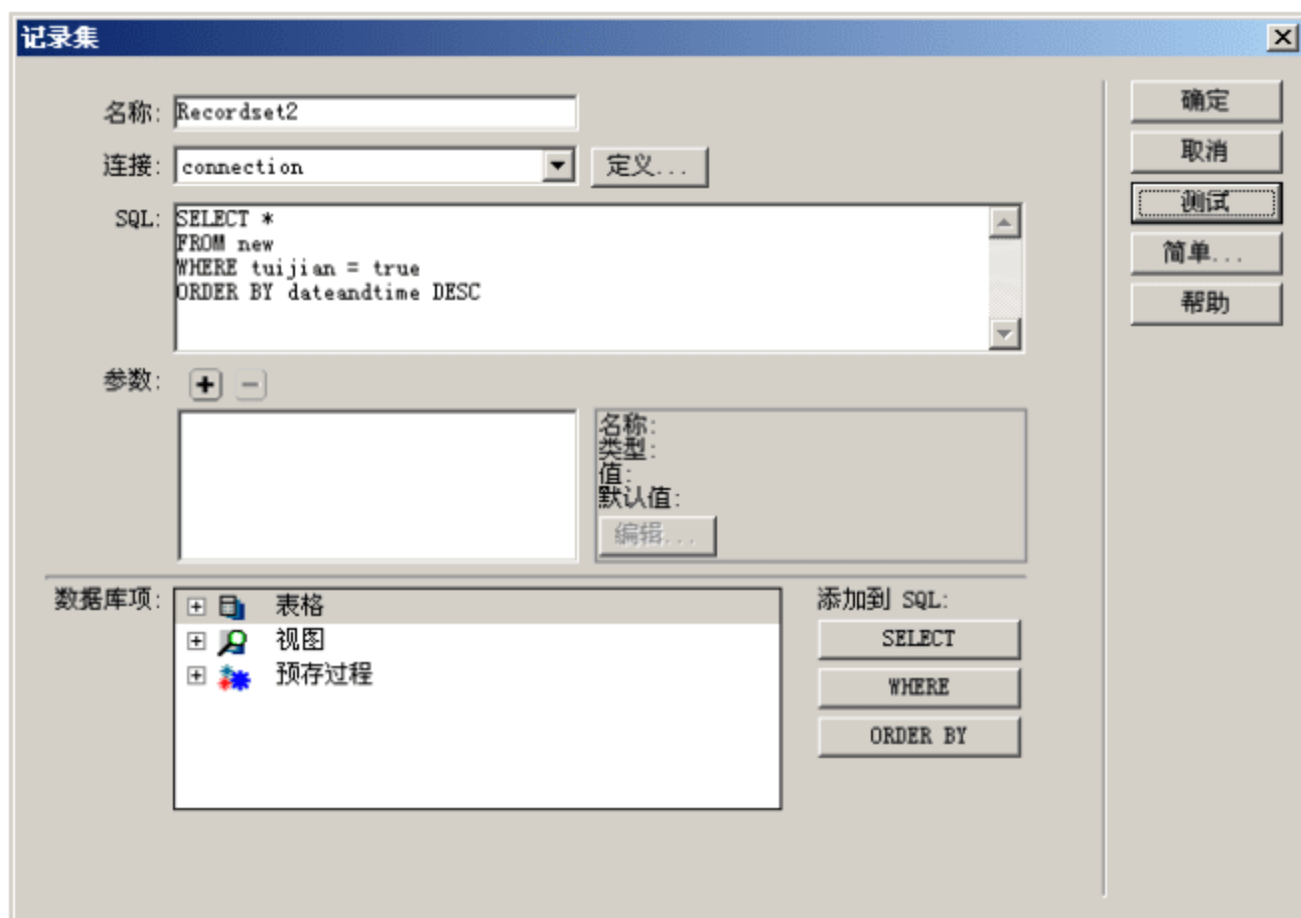 记录集
名称: Recordset2
连接: connection 定义...
SQL: SELECT *
FROM new
WHERE tuijian = true
ORDER BY dateandtime DESC
参数:
名称:
类型:
值:
默认值:
编辑...
数据库项:
表格
视图
预存过程
添加到 SQL:
SELECT
WHERE
ORDER BY
确定
取消
测试
简单...
帮助